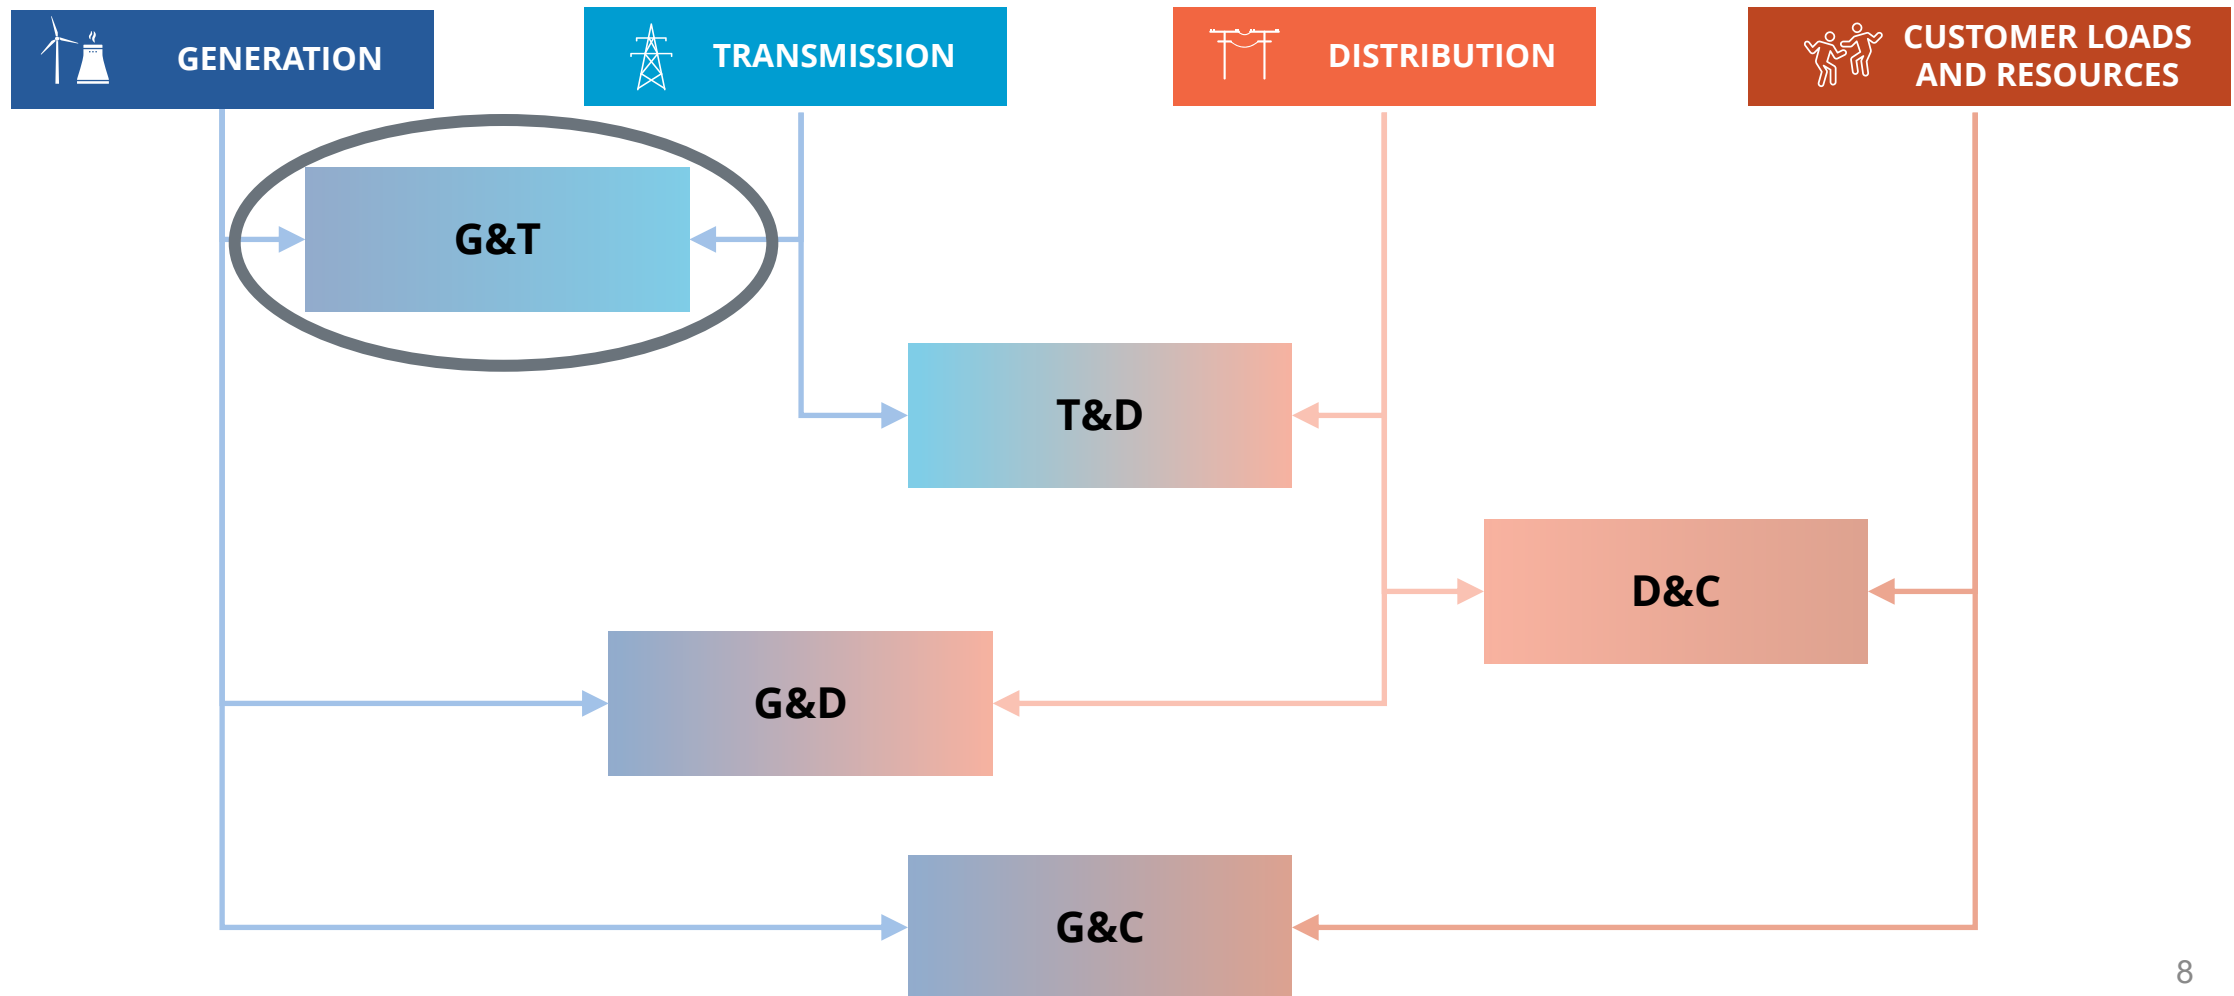 GENERATION
TRANSMISSION
DISTRIBUTION
CUSTOMER LOADS
AND RESOURCES
G&T
T&D
D&C
G&D
G&C
8